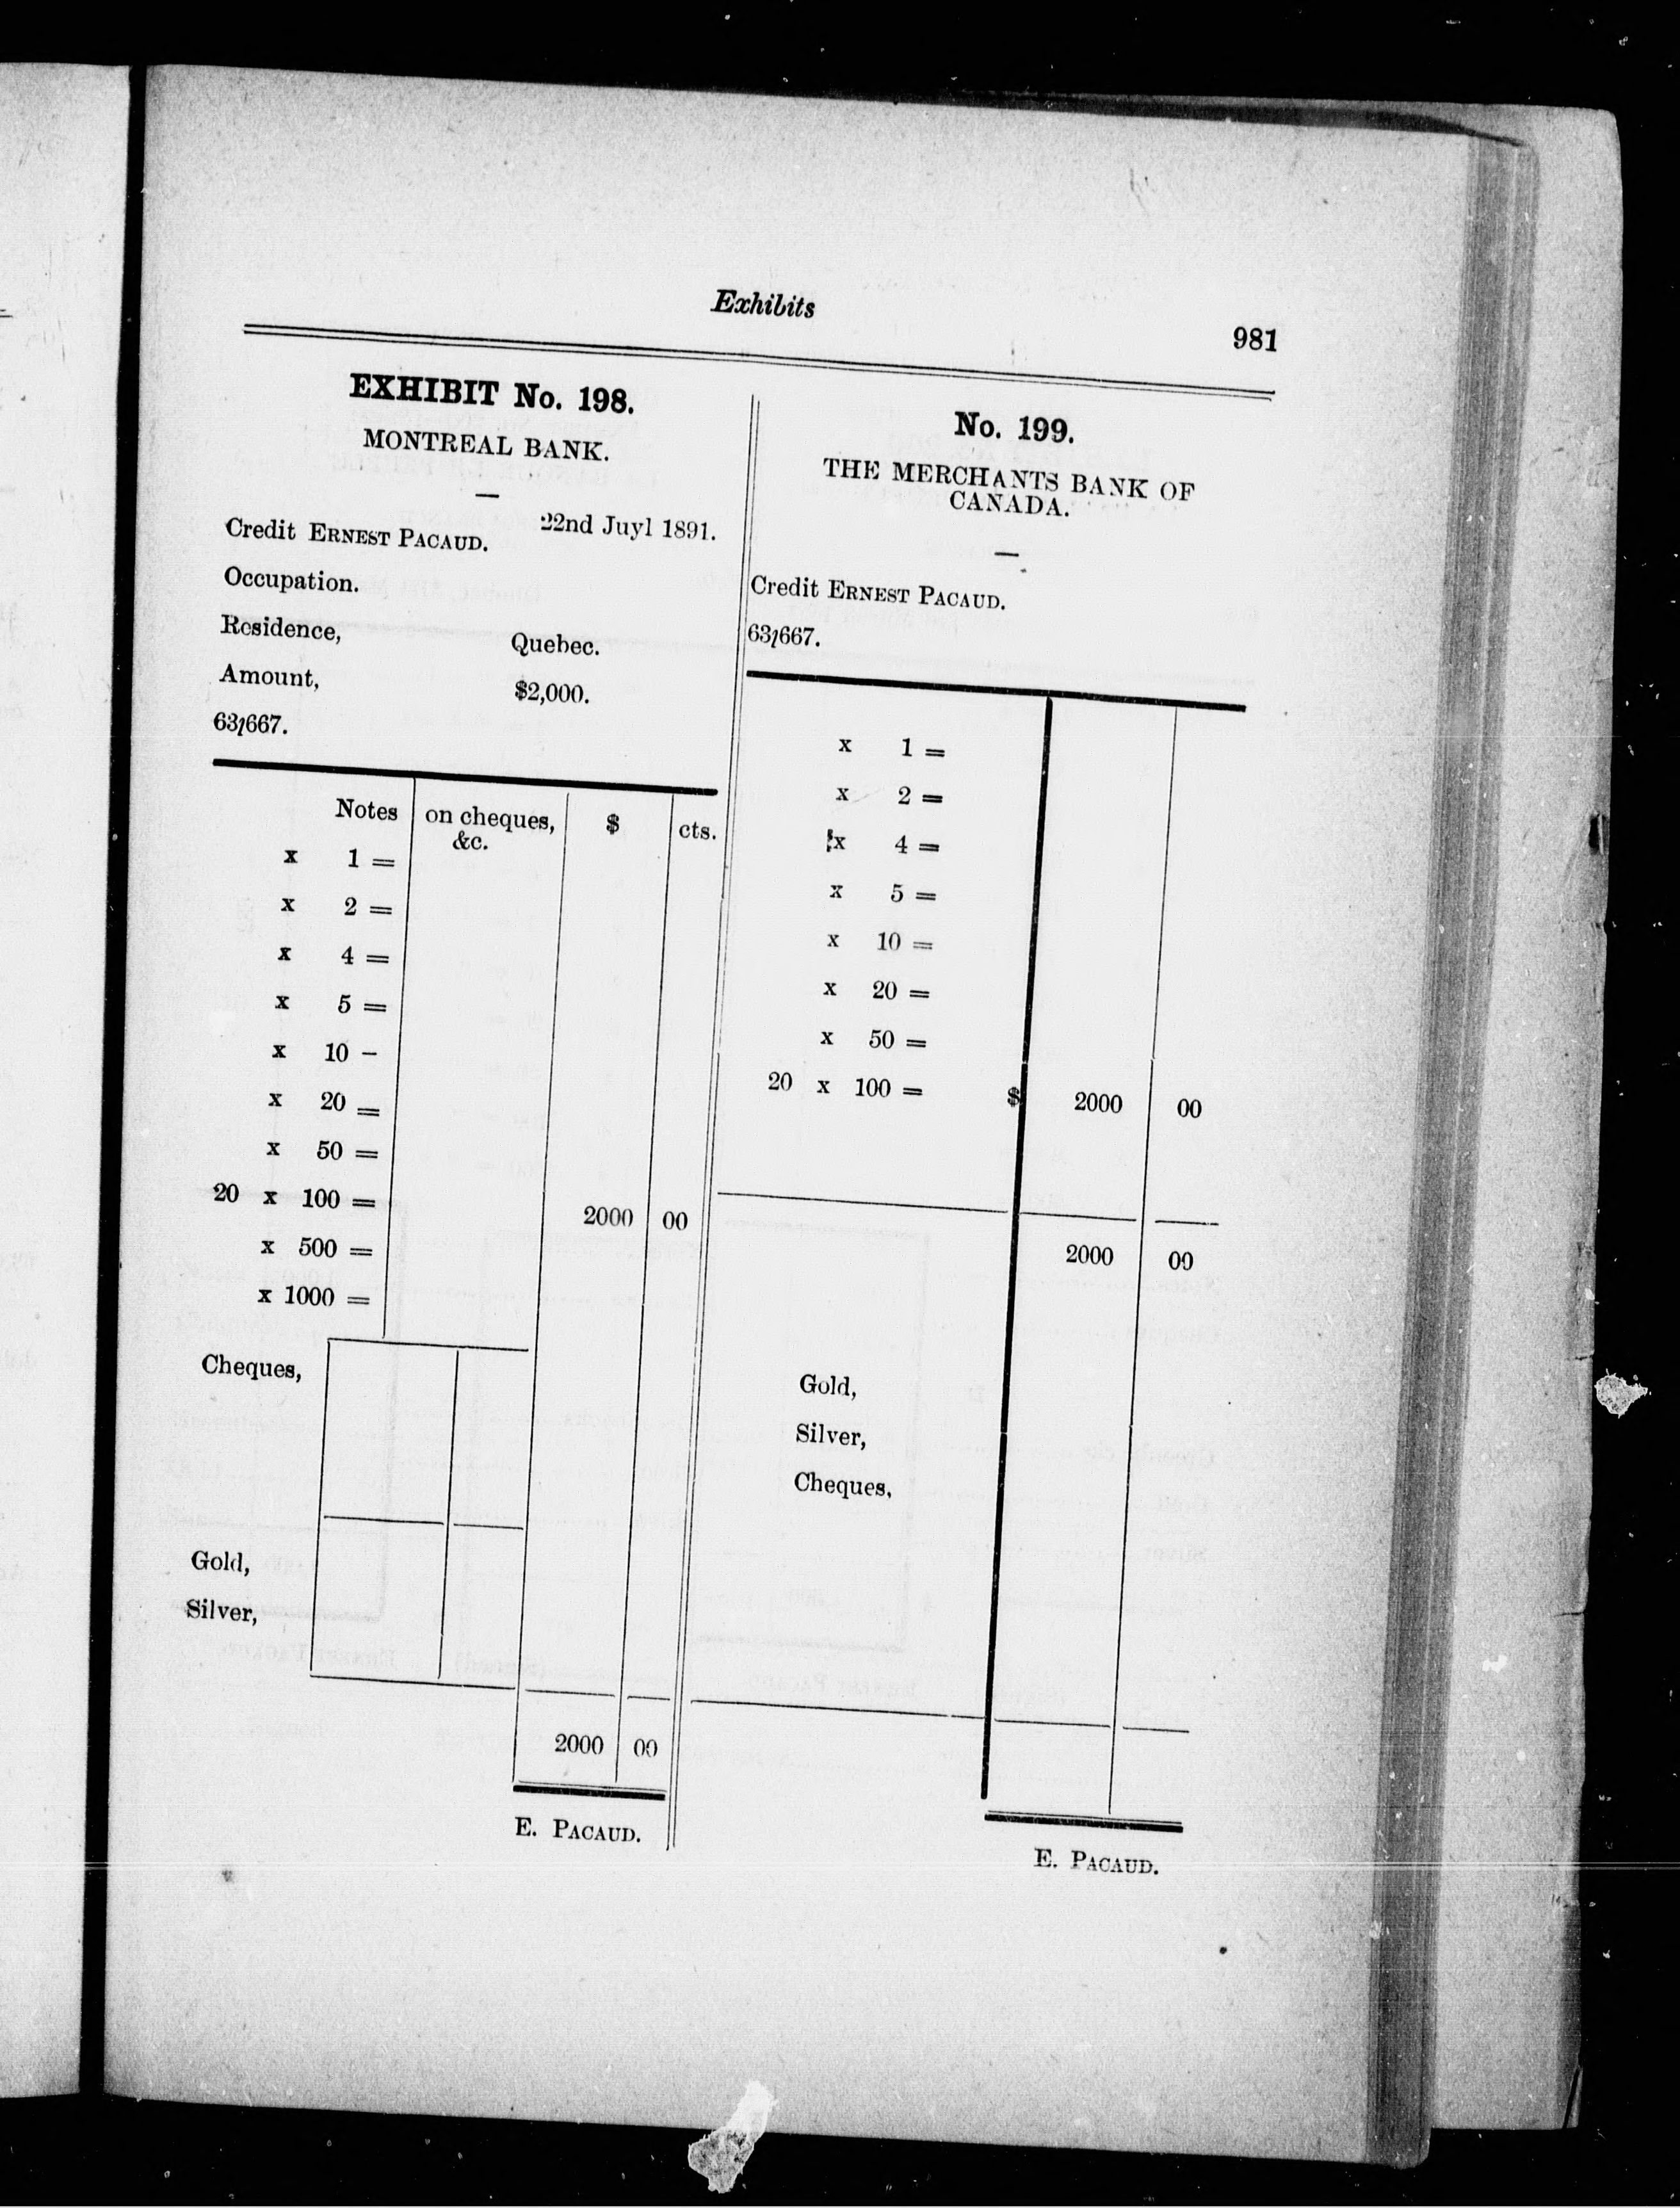 Exhibits
981
EXHIBIT No. 198.
MONTREAL BANK.
22nd Juyl 1891.
Credit ERNEST PACAUD.
Occupation.
Residence, Quebec.
Amount, $2,000.
63/667.
Notes on cheques, $ cts.
&c.
x 1 =
x 2 =
x 4 =
x 5 =
x 10 –
x 20 =
x 50 =
20 x 100 = 2000 00
x 500 =
x 1000 =
Cheques,
Gold,
Silver,
2000 00
E. PACAUD.
No. 199.
THE MERCHANTS BANK OF
CANADA.
Credit ERNEST PACAUD.
63/667.
x 1 =
x 2 =
x 4 =
x 5 =
x 10 =
x 20 =
x 50 =
20 x 100 = $ 2000 00
2000 00
Gold,
Silver,
Cheques,
E. PACAUD.